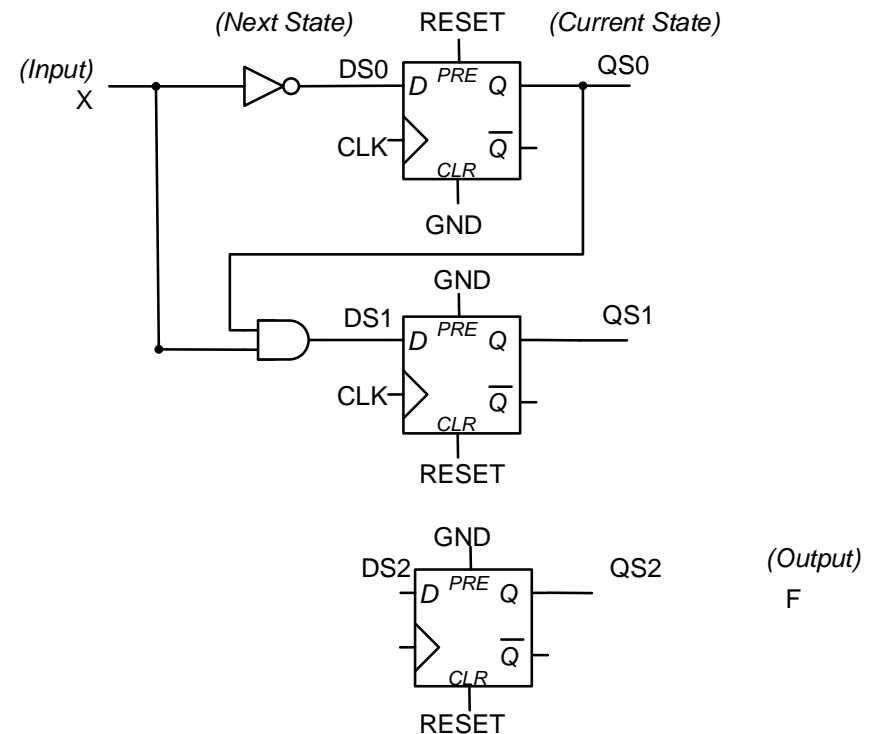 (Next State) RESET (Current State)
(Input) DS0 QS0
X D PRE Q
CLK Q
CLR
GND
GND
DS1 QS1
D PRE Q
CLK Q
CLR
RESET
GND
DS2 QS2 (Output)
D PRE Q F
Q
CLR
RESET